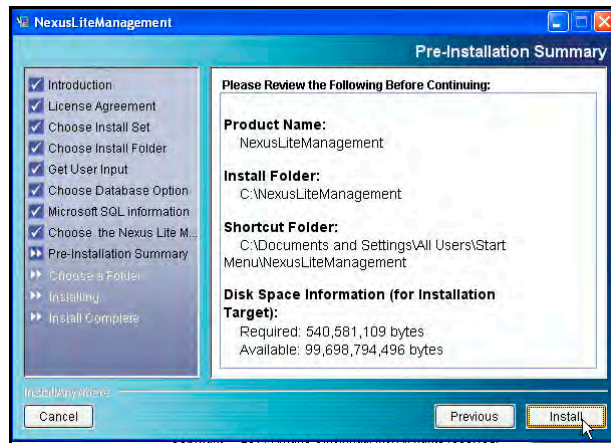 NexusLiteManagement
Pre-Installation Summary
Introduction
License Agreement
Choose Install Set
Choose Install Folder
Get User Input
Choose Database Option
Microsoft SQL information
Choose the Nexus Lite M...
Pre-Installation Summary
Choose a Folder
Installing...
Install Complete
Please Review the Following Before Continuing:
Product Name:
NexusLiteManagement
Install Folder:
C:\NexusLiteManagement
Shortcut Folder:
C:\Documents and Settings\All Users\Start
Menu\NexusLiteManagement
Disk Space Information (for Installation
Target):
Required: 540,581,109 bytes
Available: 99,698,794,496 bytes
InstallAnywhere
Cancel
Previous
Install